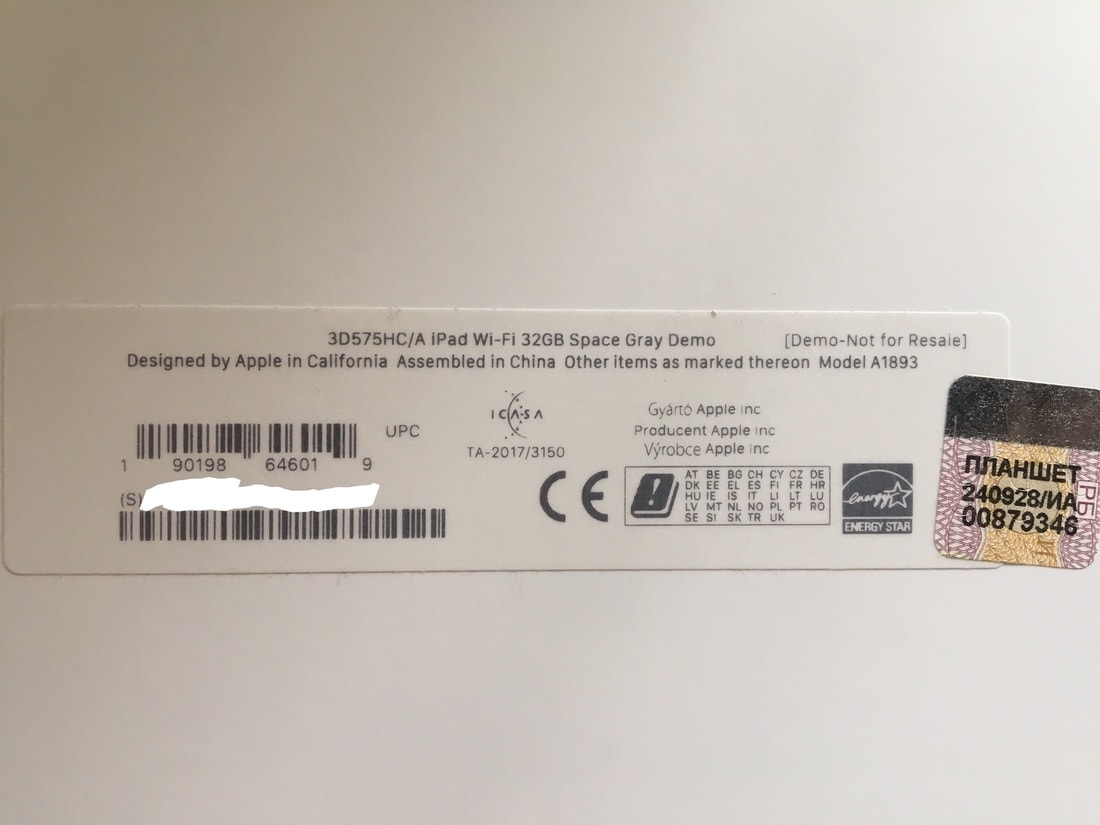 3D575HC/A iPad Wi-Fi 32GB Space Gray Demo [Demo-Not for Resale]
Designed by Apple in California Assembled in China Other items as marked thereon Model A1893
UPC
1 90198 64601 9
(S)
ICASA
TA-2017/3150
Gyártó Apple Inc
Producent Apple Inc
Výrobce Apple Inc
CE
AT BE BG CH CY CZ DE
DK EE EL ES FI FR HR
HU IE IS IT LI LT LU
LV MT NL NO PL PT RO
SE SI SK TR UK
energy
ENERGY STAR
ПЛАНШЕТ
240928/ИА
00879346
РБ